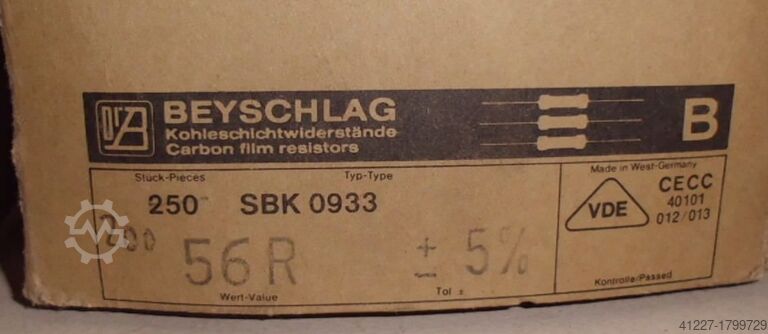 BEYSCHLAG
Kohleschichtwiderstände
Carbon film resistors
B
Stück-Pieces
Typ-Type
250 SBK 0933
200
56R ± 5%
Wert-Value
Tol ±
Made in West-Germany
VDE
CECC
40101
012/013
Kontrolle/Passed
41227-1799729